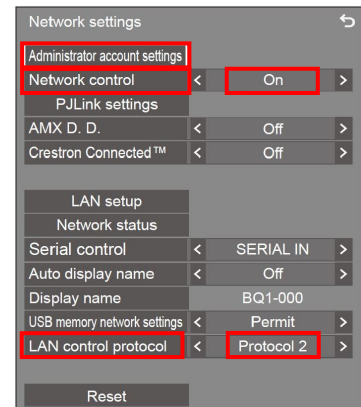 Network settings
Administrator account settings
Network control < On >
PJLink settings
AMX D. D. < Off >
Crestron Connected™ < Off >
LAN setup
Network status
Serial control < SERIAL IN >
Auto display name < Off >
Display name BQ1-000
USB memory network settings < Permit >
LAN control protocol < Protocol 2 >
Reset